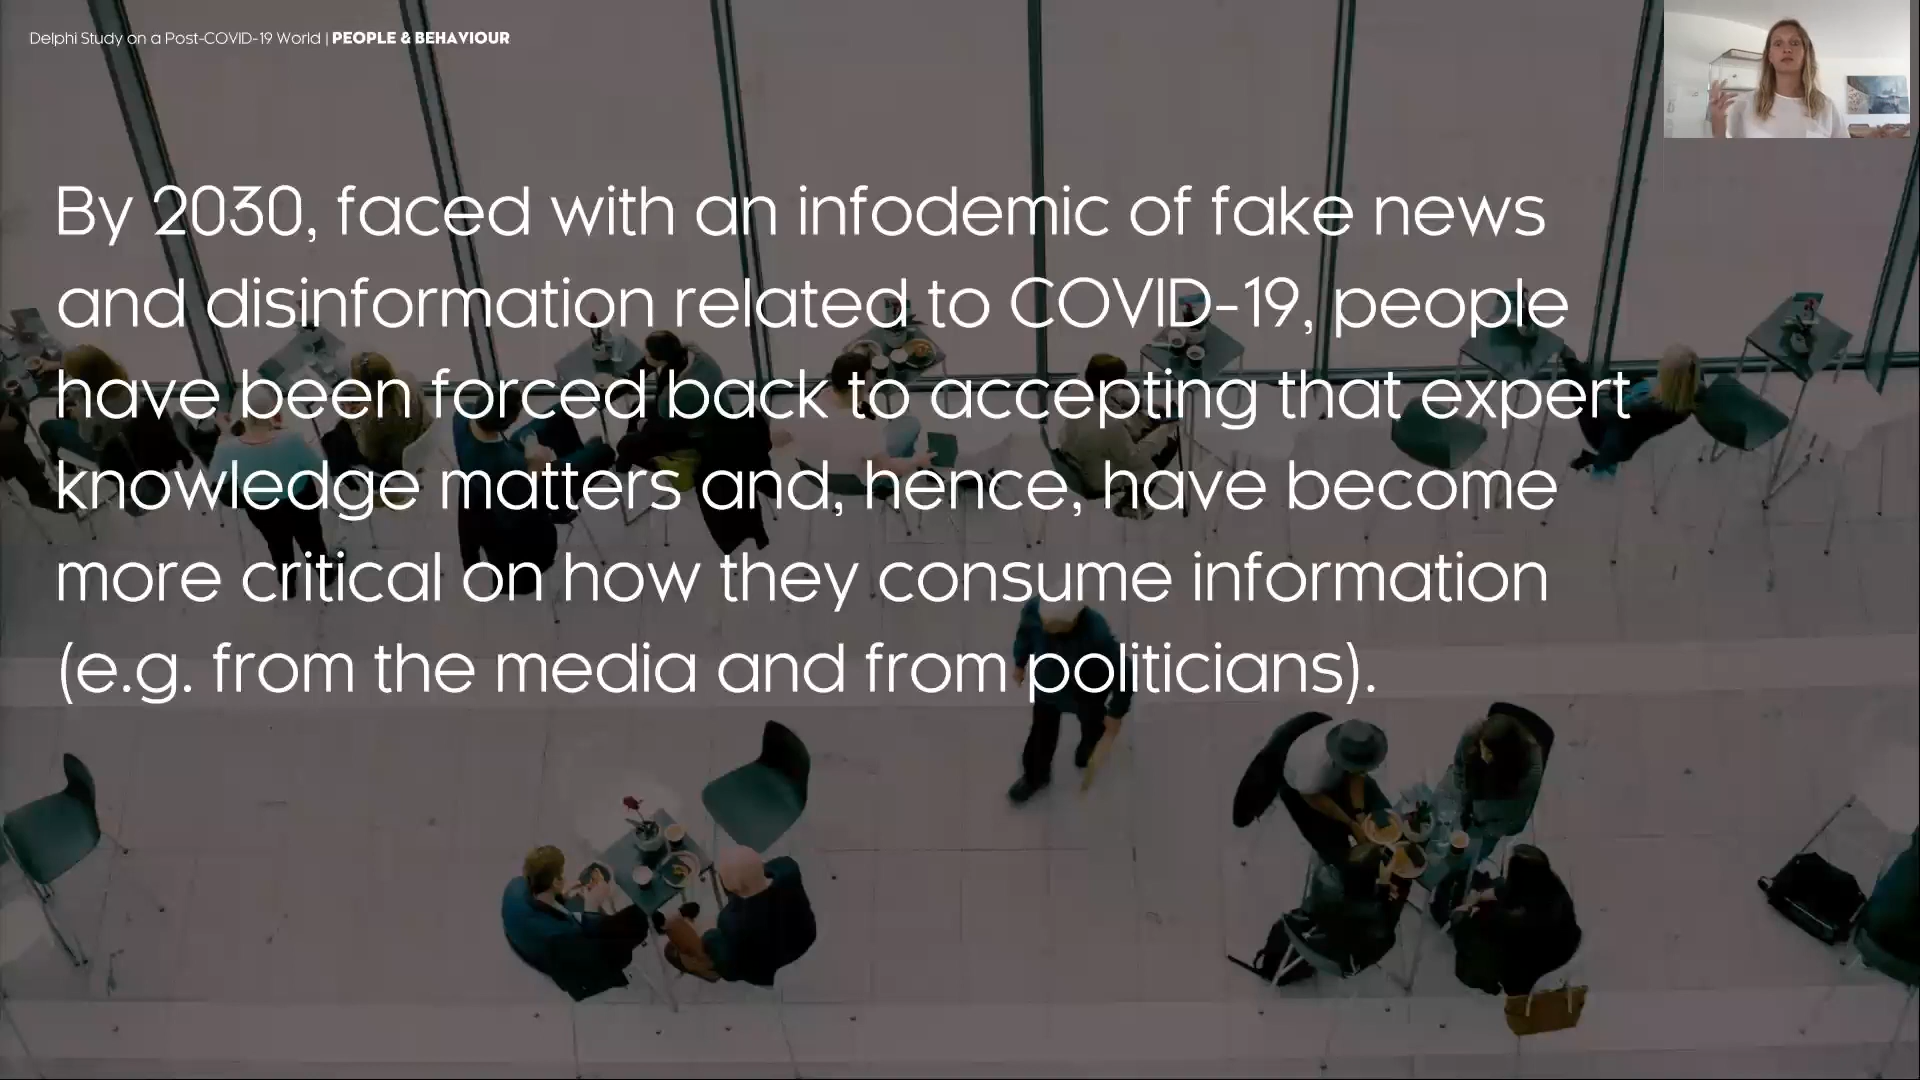 Delphi Study on a Post-COVID-19 World | PEOPLE & BEHAVIOUR
By 2030, faced with an infodemic of fake news
and disinformation related to COVID-19, people
have been forced back to accepting that expert
knowledge matters and, hence, have become
more critical on how they consume information
(e.g. from the media and from politicians).